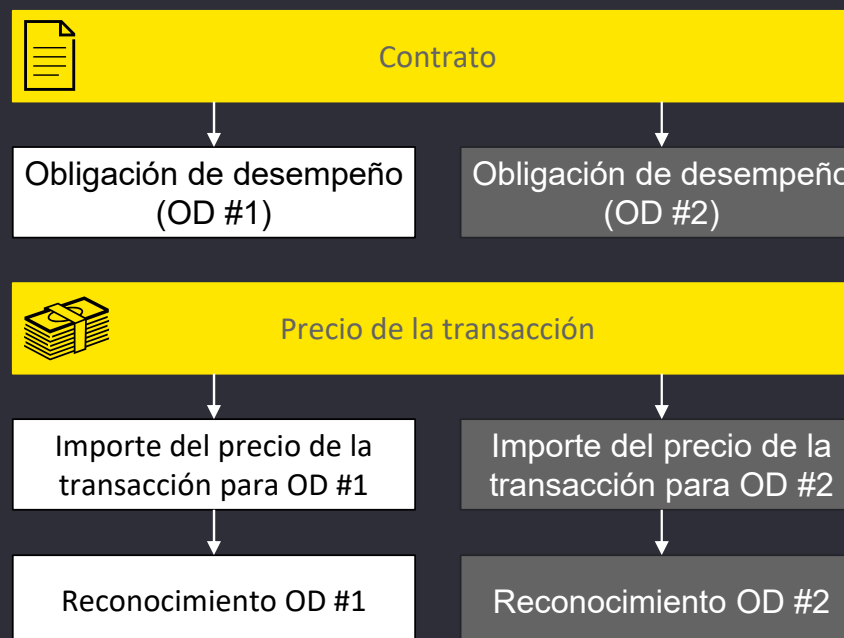 Contrato
Obligación de desempeño
(OD #1)
Obligación de desempeño
(OD #2)
Precio de la transacción
Importe del precio de la
transacción para OD #1
Importe del precio de la
transacción para OD #2
Reconocimiento OD #1
Reconocimiento OD #2